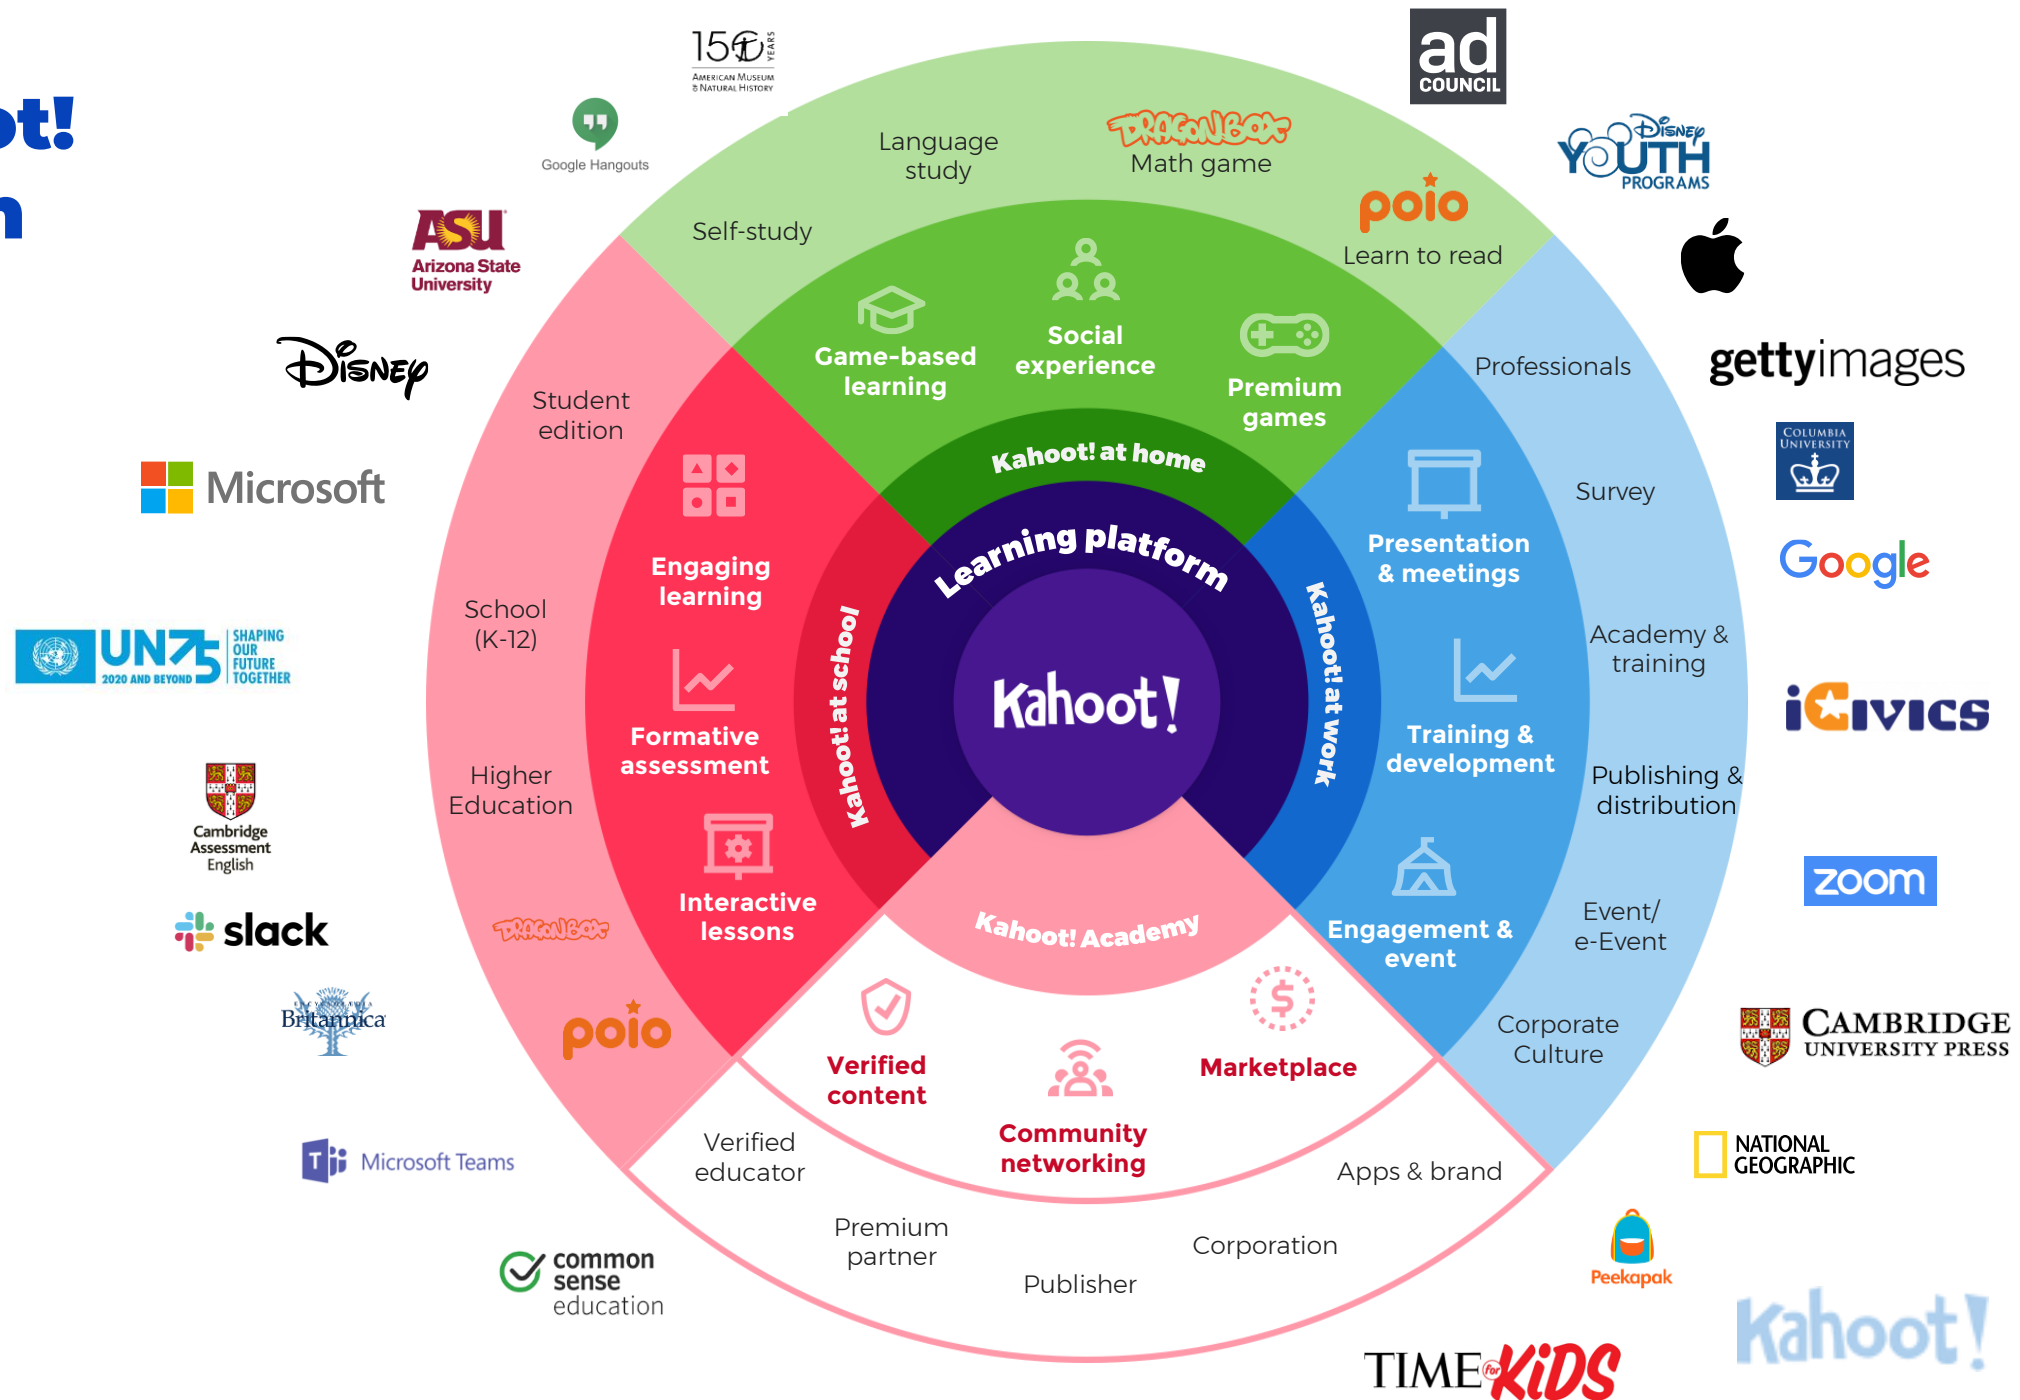 ot!
n
150 YEARS
AMERICAN MUSEUM
& NATURAL HISTORY
Google Hangouts
ASU
Arizona State
University
Disney
Microsoft
UN75
2020 AND BEYOND
SHAPING
OUR
FUTURE
TOGETHER
Cambridge
Assessment
English
slack
ENCYCLOPÆDIA
Britannica
Microsoft Teams
common
sense
education
ad
COUNCIL
Disney
YOUTH
PROGRAMS
gettyimages
COLUMBIA
UNIVERSITY
Google
iCivics
zoom
CAMBRIDGE
UNIVERSITY PRESS
NATIONAL
GEOGRAPHIC
Peekapak
TIME for KiDS
Kahoot!
Self-study
Language
study
DRAGONBOX
Math game
poio
Learn to read
Game-based
learning
Social
experience
Premium
games
Kahoot! at home
Student
edition
School
(K-12)
Higher
Education
DRAGONBOX
poio
Engaging
learning
Formative
assessment
Interactive
lessons
Kahoot! at school
Learning platform
Kahoot!
Kahoot! at work
Presentation
& meetings
Training &
development
Engagement &
event
Professionals
Survey
Academy &
training
Publishing &
distribution
Event/
e-Event
Corporate
Culture
Kahoot! Academy
Verified
content
Community
networking
Marketplace
Verified
educator
Premium
partner
Publisher
Corporation
Apps & brand